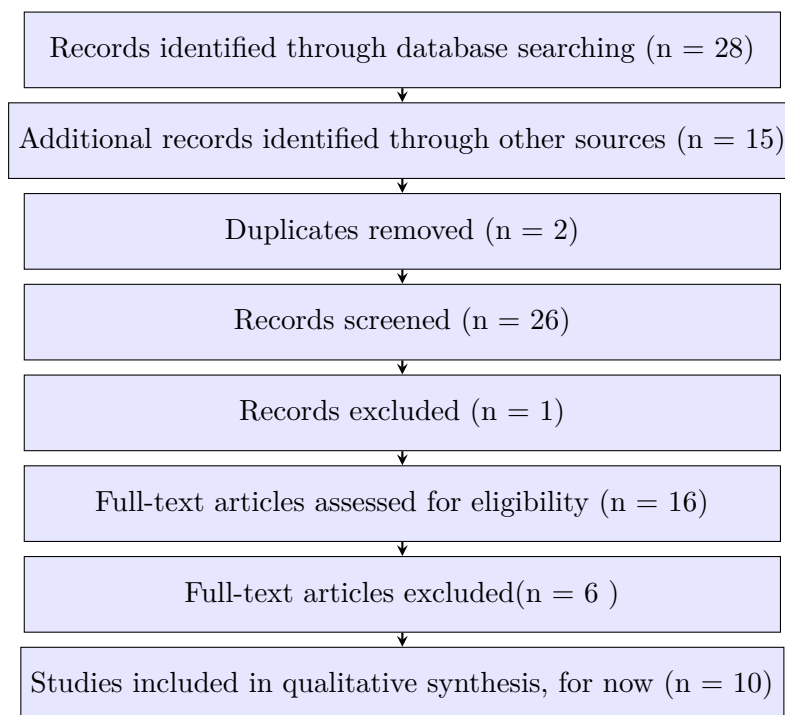 Records identified through database searching (n = 28)
Additional records identified through other sources (n = 15)
Duplicates removed (n = 2)
Records screened (n = 26)
Records excluded (n = 1)
Full-text articles assessed for eligibility (n = 16)
Full-text articles excluded(n = 6 )
Studies included in qualitative synthesis, for now (n = 10)